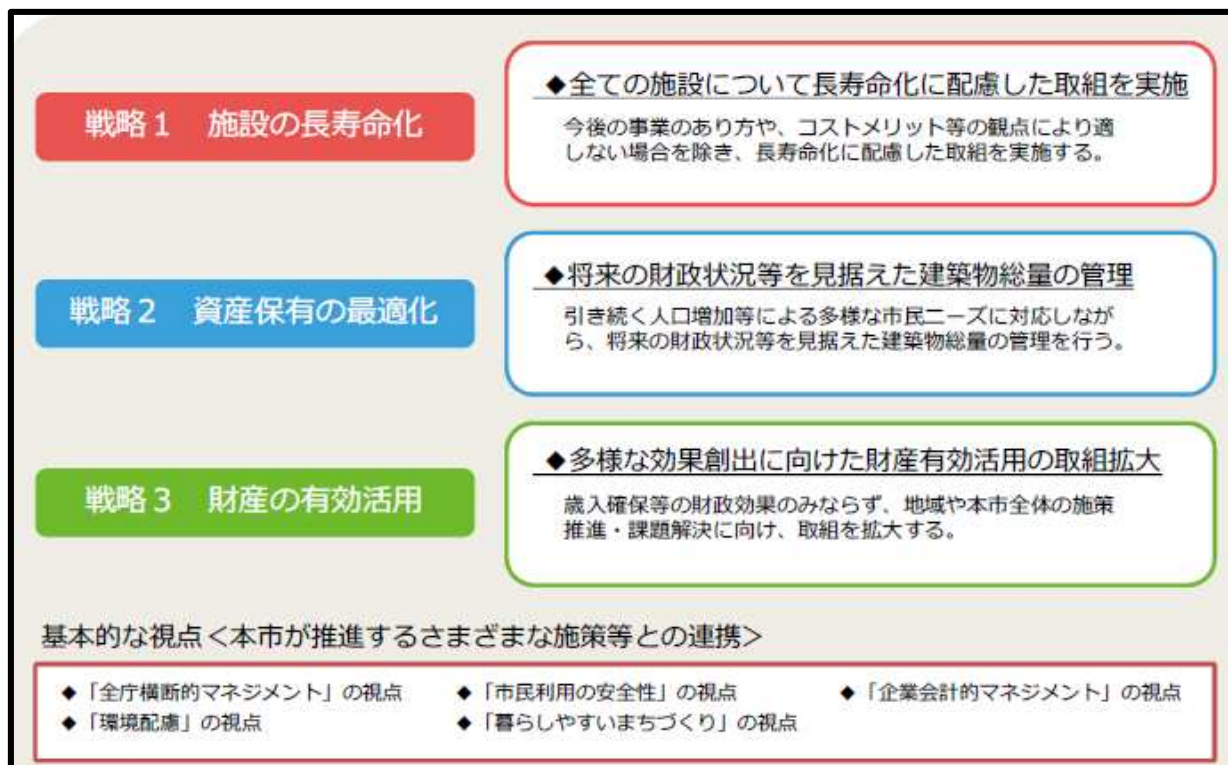 戦略1 施設の長寿命化
◆全ての施設について長寿命化に配慮した取組を実施
今後の事業のあり方や、コストメリット等の観点により適
しない場合を除き、長寿命化に配慮した取組を実施する。
戦略2 資産保有の最適化
◆将来の財政状況等を見据えた建築物総量の管理
引き続く人口増加等による多様な市民ニーズに対応しなが
ら、将来の財政状況等を見据えた建築物総量の管理を行う。
戦略3 財産の有効活用
◆多様な効果創出に向けた財産有効活用の取組拡大
歳入確保等の財政効果のみならず、地域や本市全体の施策
推進・課題解決に向け、取組を拡大する。
基本的な視点<本市が推進するさまざまな施策等との連携>
◆「全庁横断的マネジメント」の視点 ◆「市民利用の安全性」の視点 ◆「企業会計的マネジメント」の視点
◆「環境配慮」の視点 ◆「暮らしやすいまちづくり」の視点